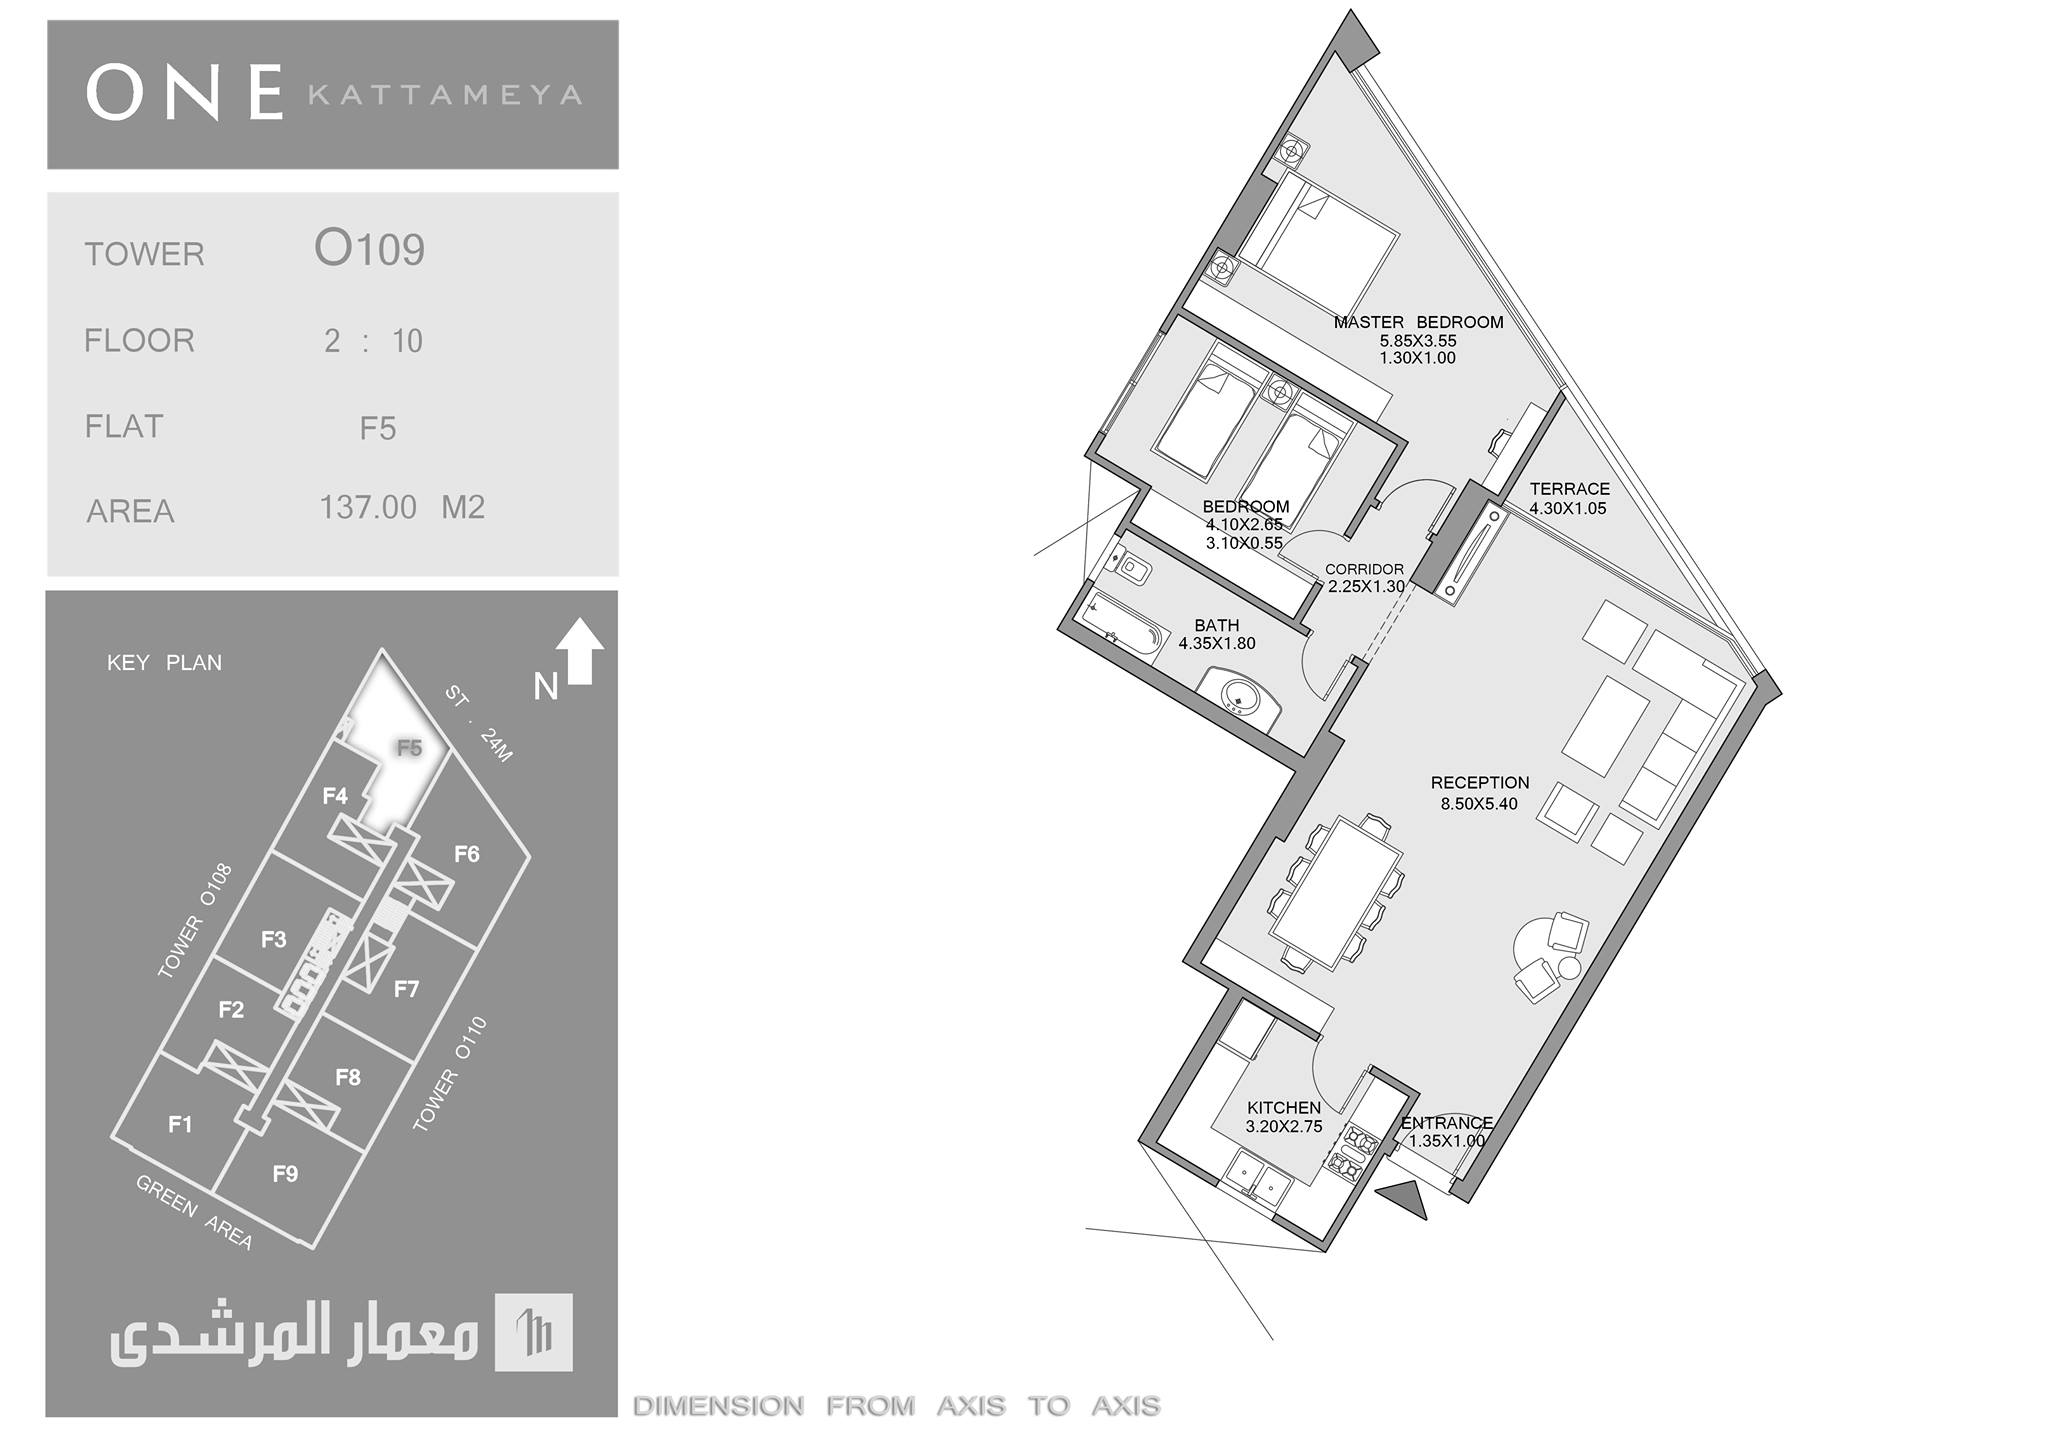 ONE KATTAMEYA
TOWER O109
FLOOR 2 : 10
FLAT F5
AREA 137.00 M2
KEY PLAN
N
ST . 24M
F5
F4
F6
TOWER O108
F3
F7
F2
TOWER O110
F8
F1
F9
GREEN AREA
معمار المرشدى
MASTER BEDROOM
5.85X3.55
1.30X1.00
TERRACE
4.30X1.05
BEDROOM
4.10X2.65
3.10X0.55
CORRIDOR
2.25X1.30
BATH
4.35X1.80
RECEPTION
8.50X5.40
KITCHEN
3.20X2.75
ENTRANCE
1.35X1.00
DIMENSION FROM AXIS TO AXIS